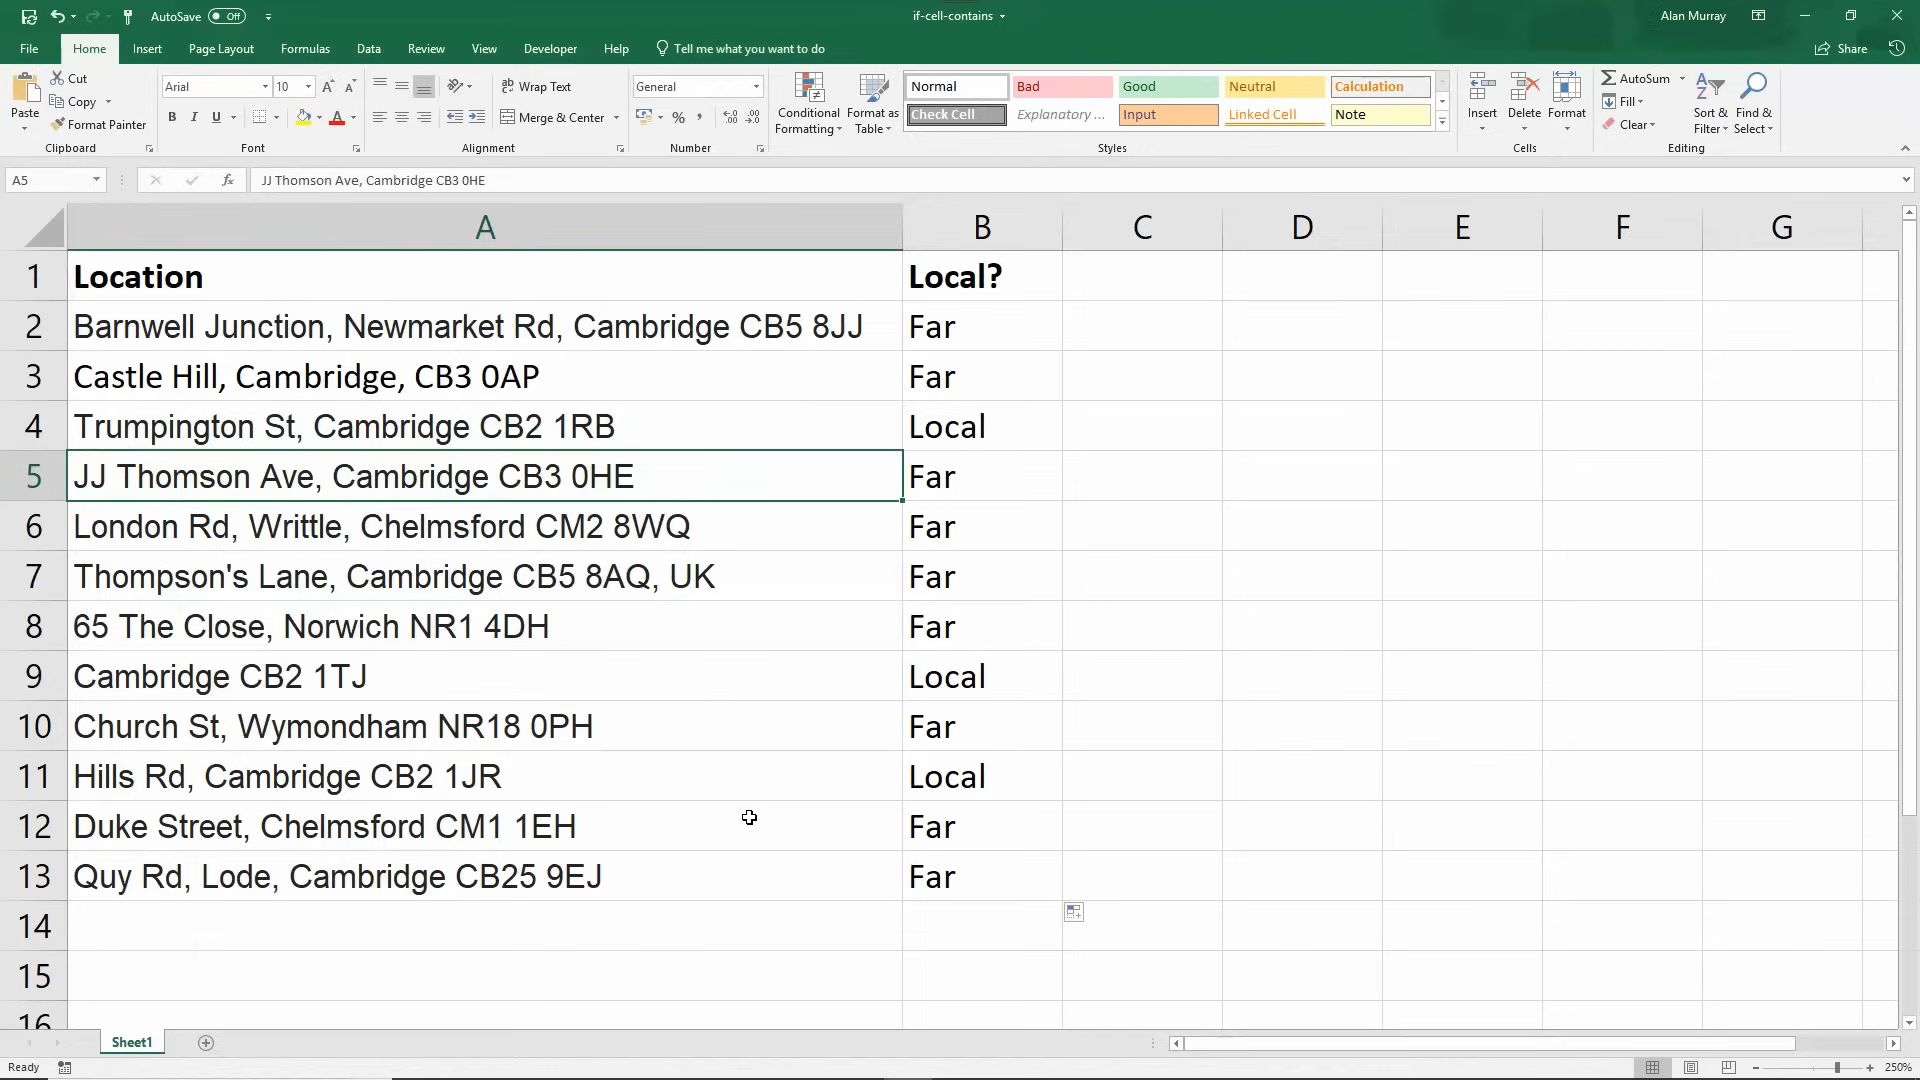 AutoSave Off
if-cell-contains
Alan Murray
File Home Insert Page Layout Formulas Data Review View Developer Help Tell me what you want to do Share
Paste
Cut
Copy
Format Painter
Clipboard
Arial 10
A A
B I U A
Font
Wrap Text
Merge & Center
Alignment
General
%
Number
Conditional Formatting
Format as Table
Normal Bad Good Neutral Calculation
Check Cell Explanatory ... Input Linked Cell Note
Styles
Insert Delete Format
Cells
AutoSum
Fill
Clear
Sort & Filter
Find & Select
Editing
A5 fx JJ Thomson Ave, Cambridge CB3 0HE
A B C D E F G
1 Location Local?
2 Barnwell Junction, Newmarket Rd, Cambridge CB5 8JJ Far
3 Castle Hill, Cambridge, CB3 0AP Far
4 Trumpington St, Cambridge CB2 1RB Local
5 JJ Thomson Ave, Cambridge CB3 0HE Far
6 London Rd, Writtle, Chelmsford CM2 8WQ Far
7 Thompson's Lane, Cambridge CB5 8AQ, UK Far
8 65 The Close, Norwich NR1 4DH Far
9 Cambridge CB2 1TJ Local
10 Church St, Wymondham NR18 0PH Far
11 Hills Rd, Cambridge CB2 1JR Local
12 Duke Street, Chelmsford CM1 1EH Far
13 Quy Rd, Lode, Cambridge CB25 9EJ Far
14
15
16
Sheet1
Ready 250%